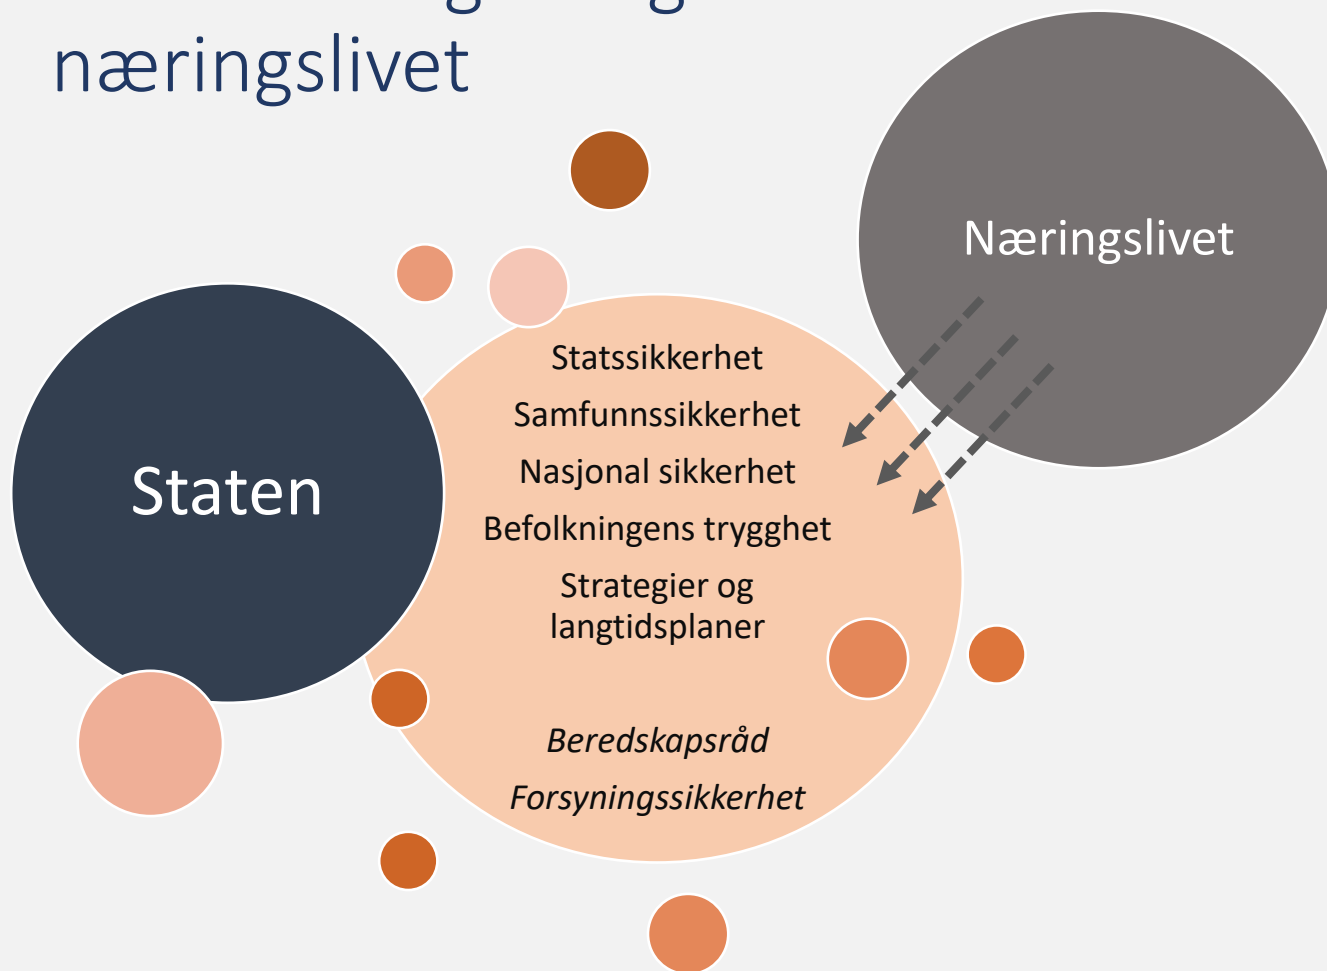 næringslivet
Næringslivet
Staten
Statssikkerhet
Samfunnssikkerhet
Nasjonal sikkerhet
Befolkningens trygghet
Strategier og
langtidsplaner
Beredskapsråd
Forsyningssikkerhet